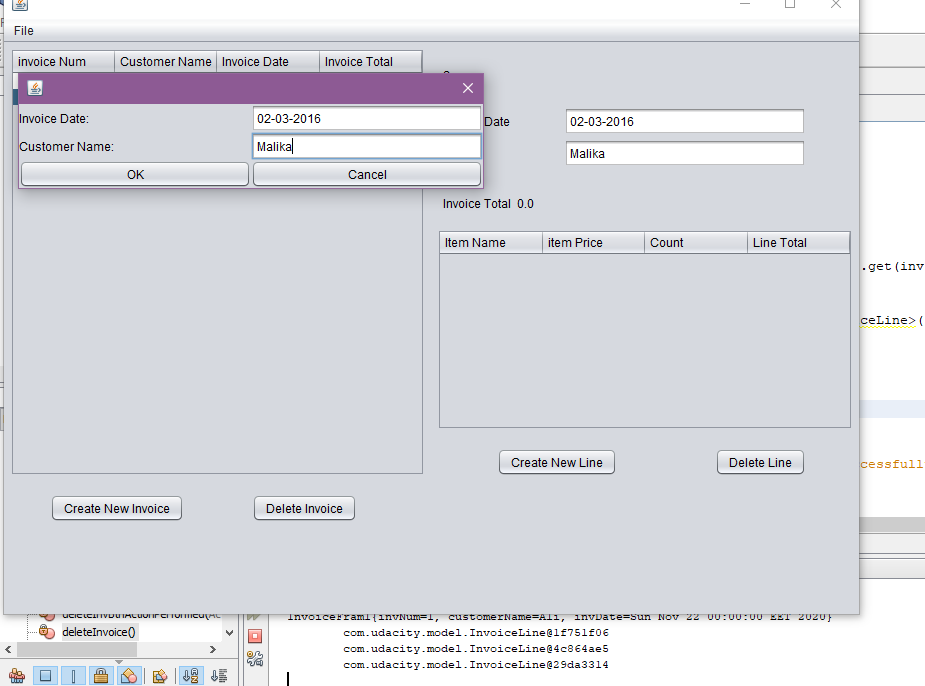 File
invoice Num Customer Name Invoice Date Invoice Total
Invoice Date: 02-03-2016
Customer Name: Malika
OK Cancel
Date 02-03-2016
Malika
Invoice Total 0.0
Item Name item Price Count Line Total
.get(inv
ceLine>(
cessfull
Create New Line Delete Line
Create New Invoice Delete Invoice
deleteInvBtnActionPerformed(Ac
deleteInvoice()
InvoiceFram1{invNum=1, customerName=Ali, invDate=Sun Nov 22 00:00:00 EET 2020}
com.udacity.model.InvoiceLine@1f751f06
com.udacity.model.InvoiceLine@4c864ae5
com.udacity.model.InvoiceLine@29da3314